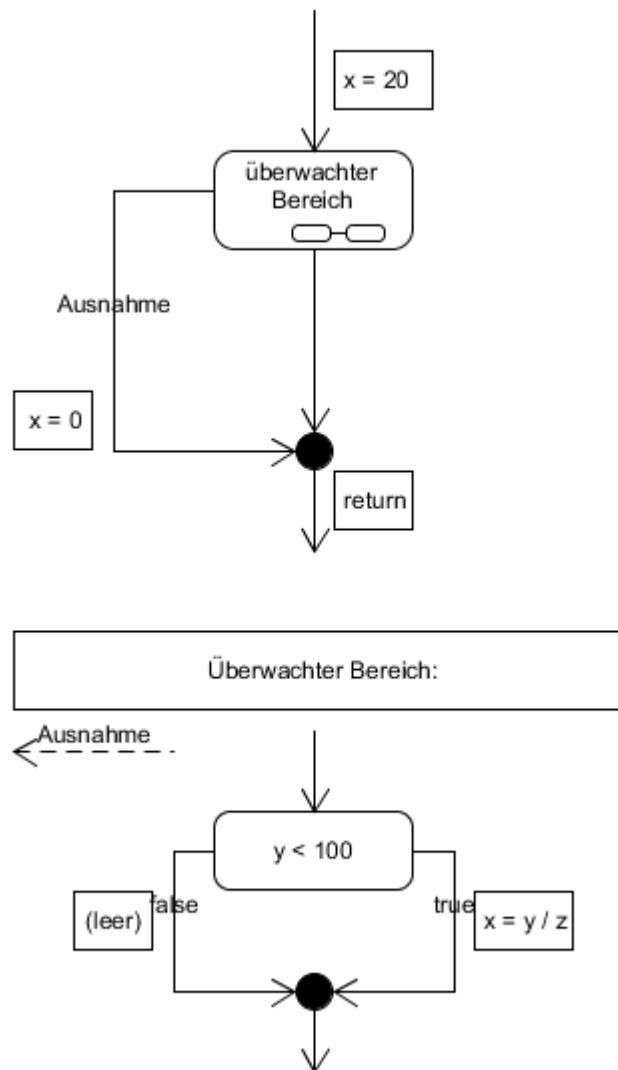 x = 20
überwachter
Bereich
Ausnahme
x = 0
return
Überwachter Bereich:
Ausnahme
y < 100
(leer)
false
true
x = y / z